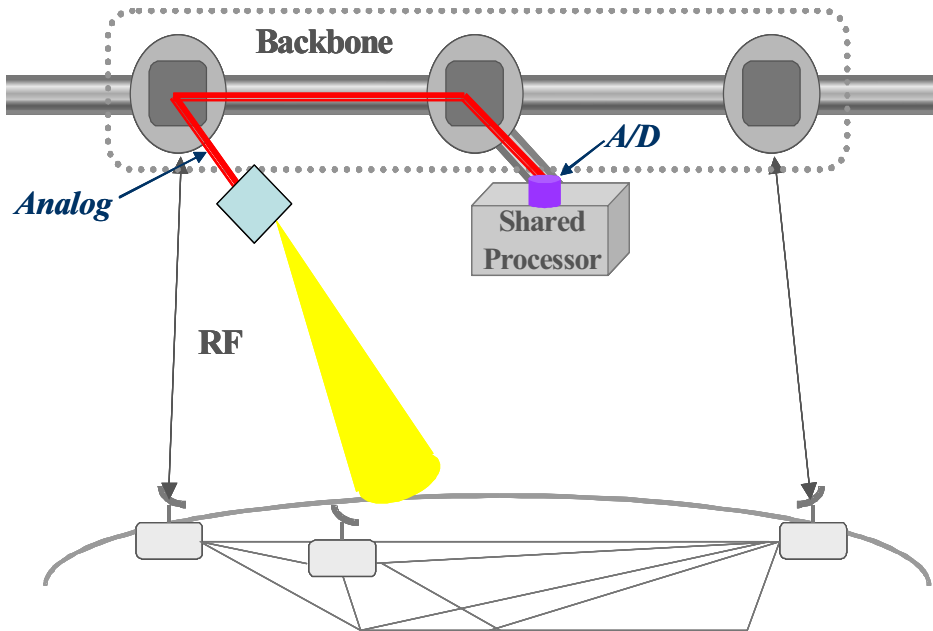 Backbone
A/D
Analog
Shared
Processor
RF